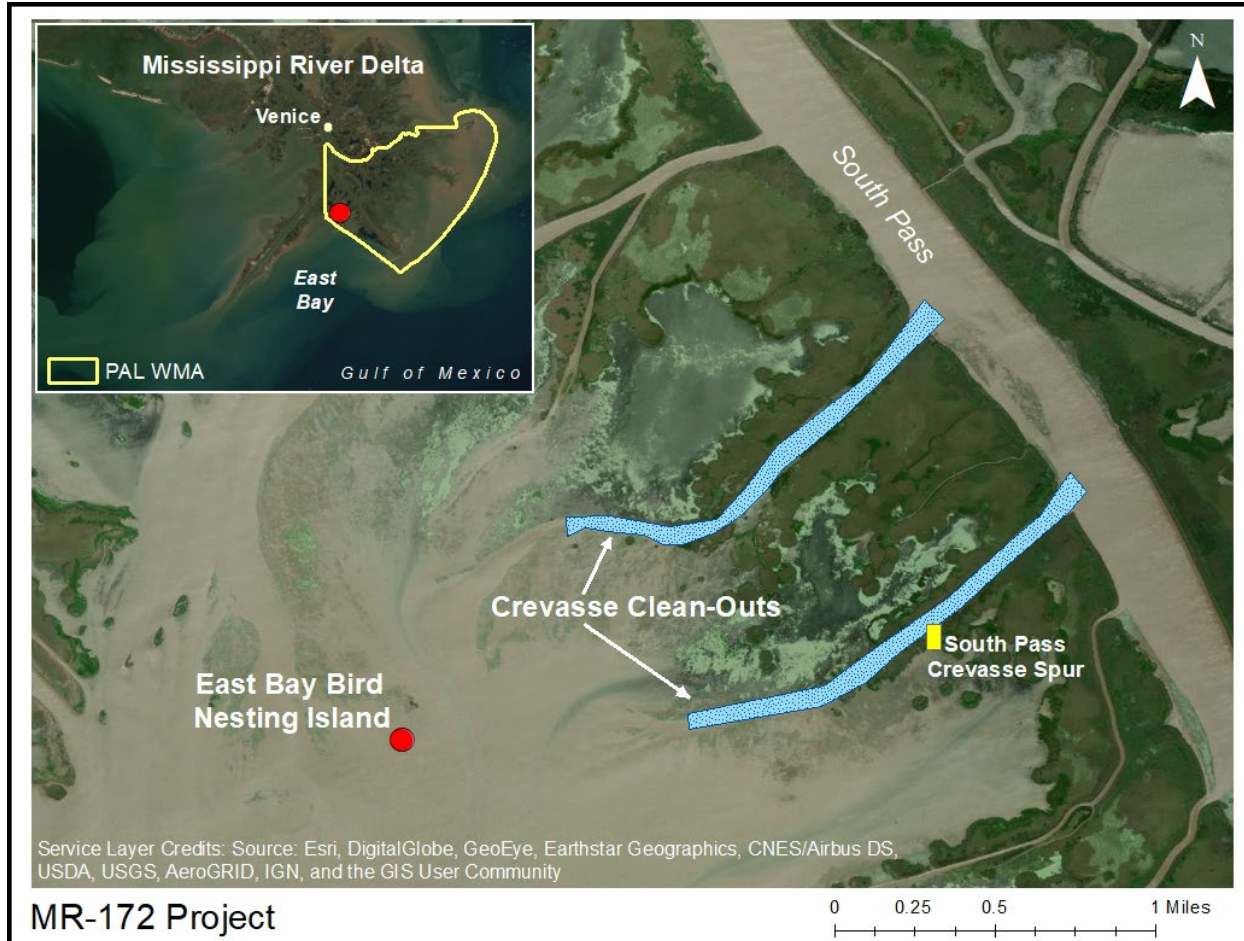 Mississippi River Delta
Venice
East
Bay
PAL WMA
Gulf of Mexico
N
South Pass
Crevasse Clean-Outs
South Pass
Crevasse Spur
East Bay Bird
Nesting Island
Service Layer Credits: Source: Esri, DigitalGlobe, GeoEye, Earthstar Geographics, CNES/Airbus DS,
USDA, USGS, AeroGRID, IGN, and the GIS User Community
MR-172 Project
0 0.25 0.5 1 Miles